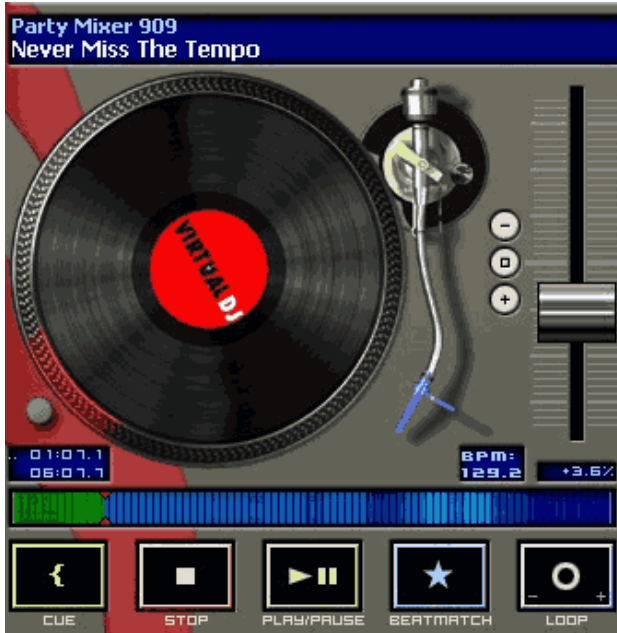 Party Mixer 909
Never Miss The Tempo
VIRTUAL DJ
.. 01:07.1
06:07.7
BPM:
129.2
+3.6%
CUE
STOP
PLAY/PAUSE
BEATMATCH
- +
LOOP